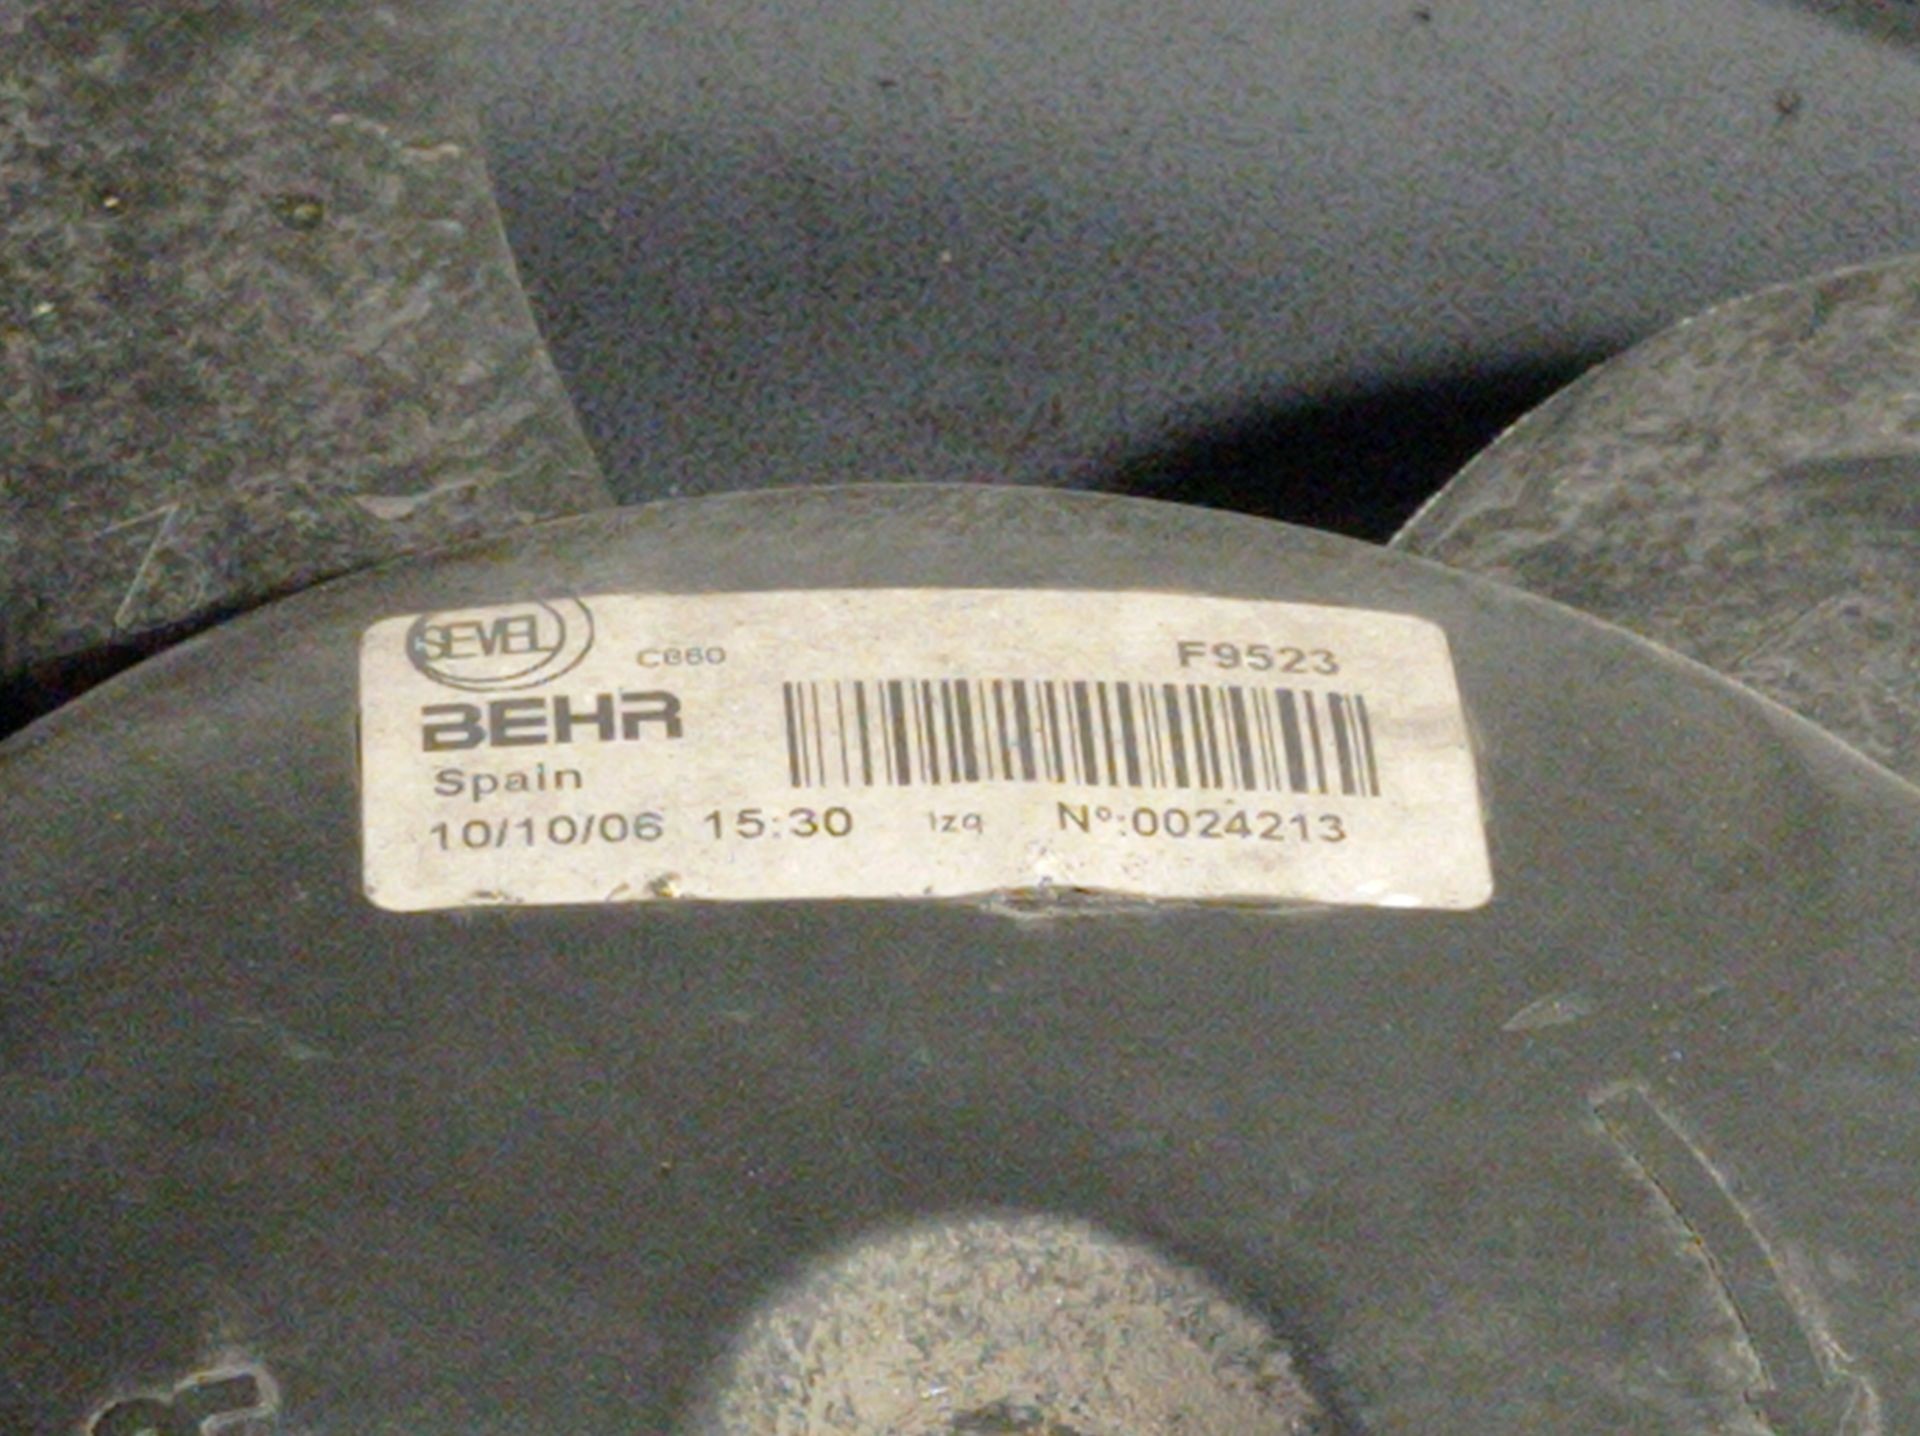 SEVEL
C860 F9523
BEHR
Spain
10/10/06 15:30 Izq Nº:0024213